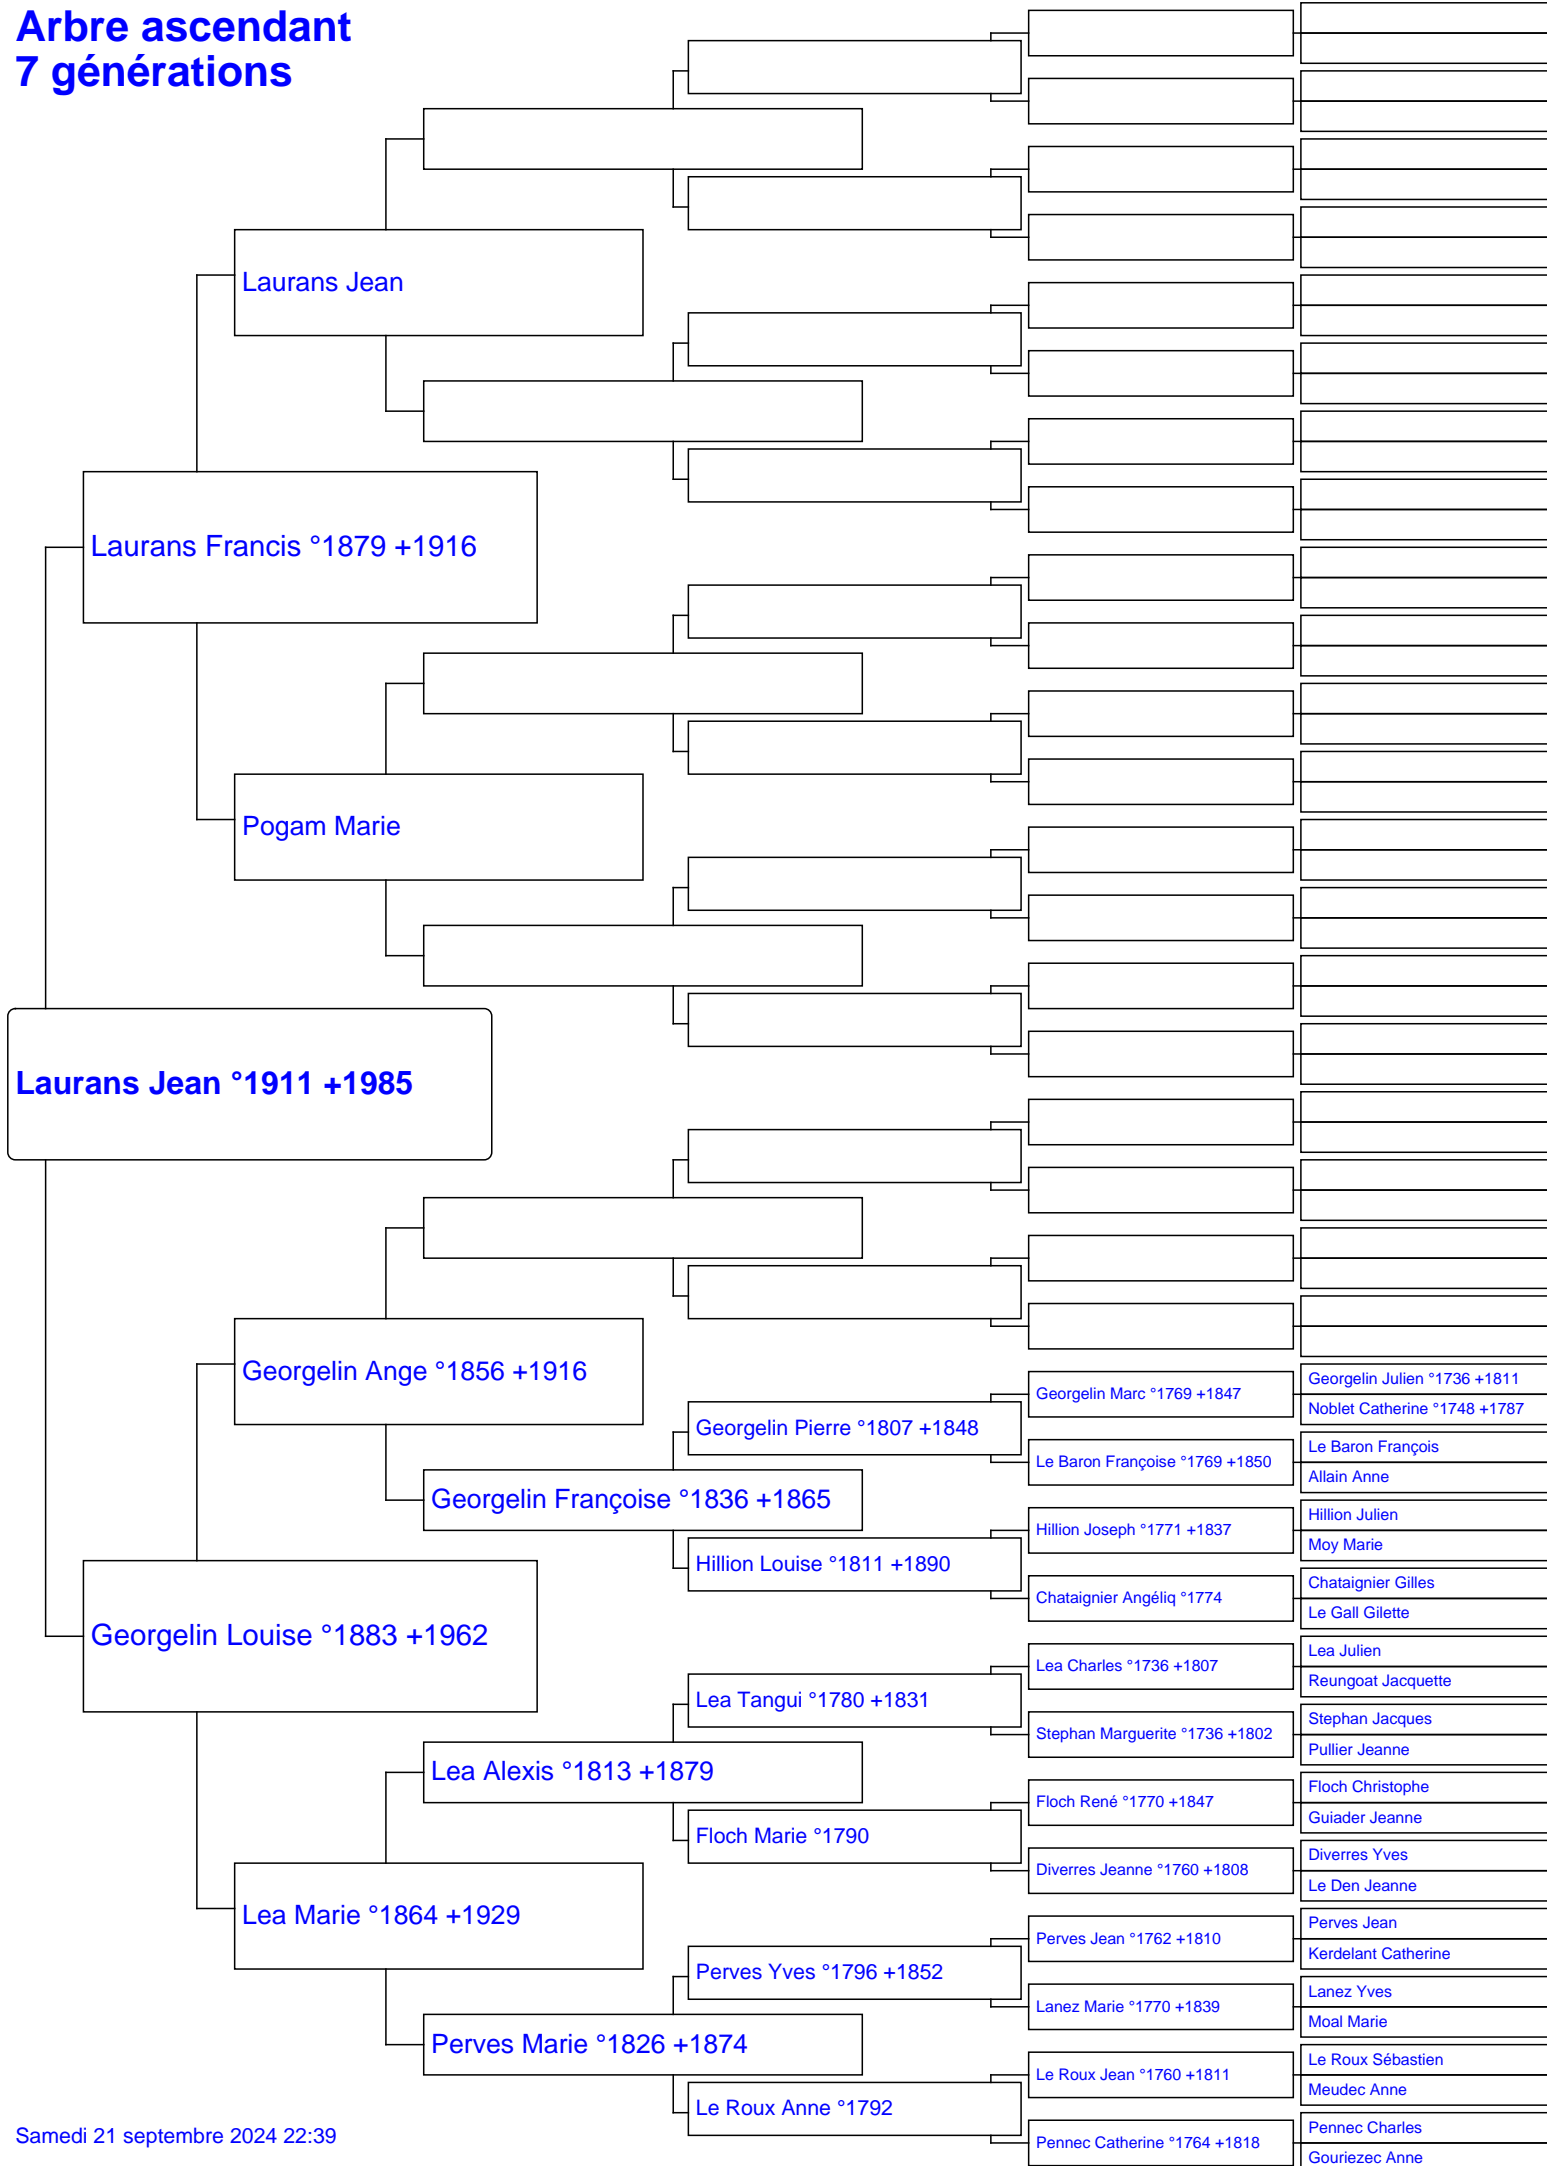 Arbre ascendant
7 générations
Laurans Jean
Laurans Francis °1879 +1916
Pogam Marie
Laurans Jean °1911 +1985
Georgelin Ange °1856 +1916
Georgelin Marc °1769 +1847
Georgelin Julien °1736 +1811
Noblet Catherine °1748 +1787
Georgelin Pierre °1807 +1848
Le Baron Françoise °1769 +1850
Le Baron François
Allain Anne
Georgelin Françoise °1836 +1865
Hillion Joseph °1771 +1837
Hillion Julien
Moy Marie
Hillion Louise °1811 +1890
Chataignier Angéliq °1774
Chataignier Gilles
Le Gall Gilette
Georgelin Louise °1883 +1962
Lea Charles °1736 +1807
Lea Julien
Reungoat Jacquette
Lea Tangui °1780 +1831
Stephan Marguerite °1736 +1802
Stephan Jacques
Pullier Jeanne
Lea Alexis °1813 +1879
Floch René °1770 +1847
Floch Christophe
Guiader Jeanne
Floch Marie °1790
Diverres Jeanne °1760 +1808
Diverres Yves
Le Den Jeanne
Lea Marie °1864 +1929
Perves Jean °1762 +1810
Perves Jean
Kerdelant Catherine
Perves Yves °1796 +1852
Lanez Marie °1770 +1839
Lanez Yves
Moal Marie
Perves Marie °1826 +1874
Le Roux Jean °1760 +1811
Le Roux Sébastien
Meudec Anne
Le Roux Anne °1792
Pennec Catherine °1764 +1818
Pennec Charles
Gouriezec Anne
Samedi 21 septembre 2024 22:39